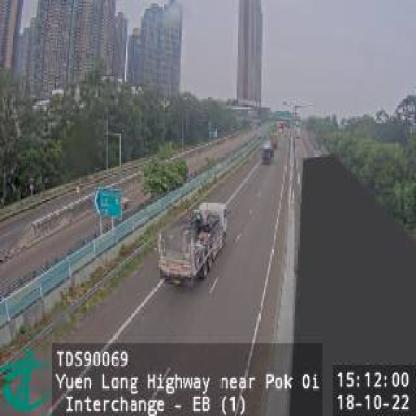 TDS90069
Yuen Long Highway near Pok Oi
Interchange - EB (1)
15:12:00
18-10-22